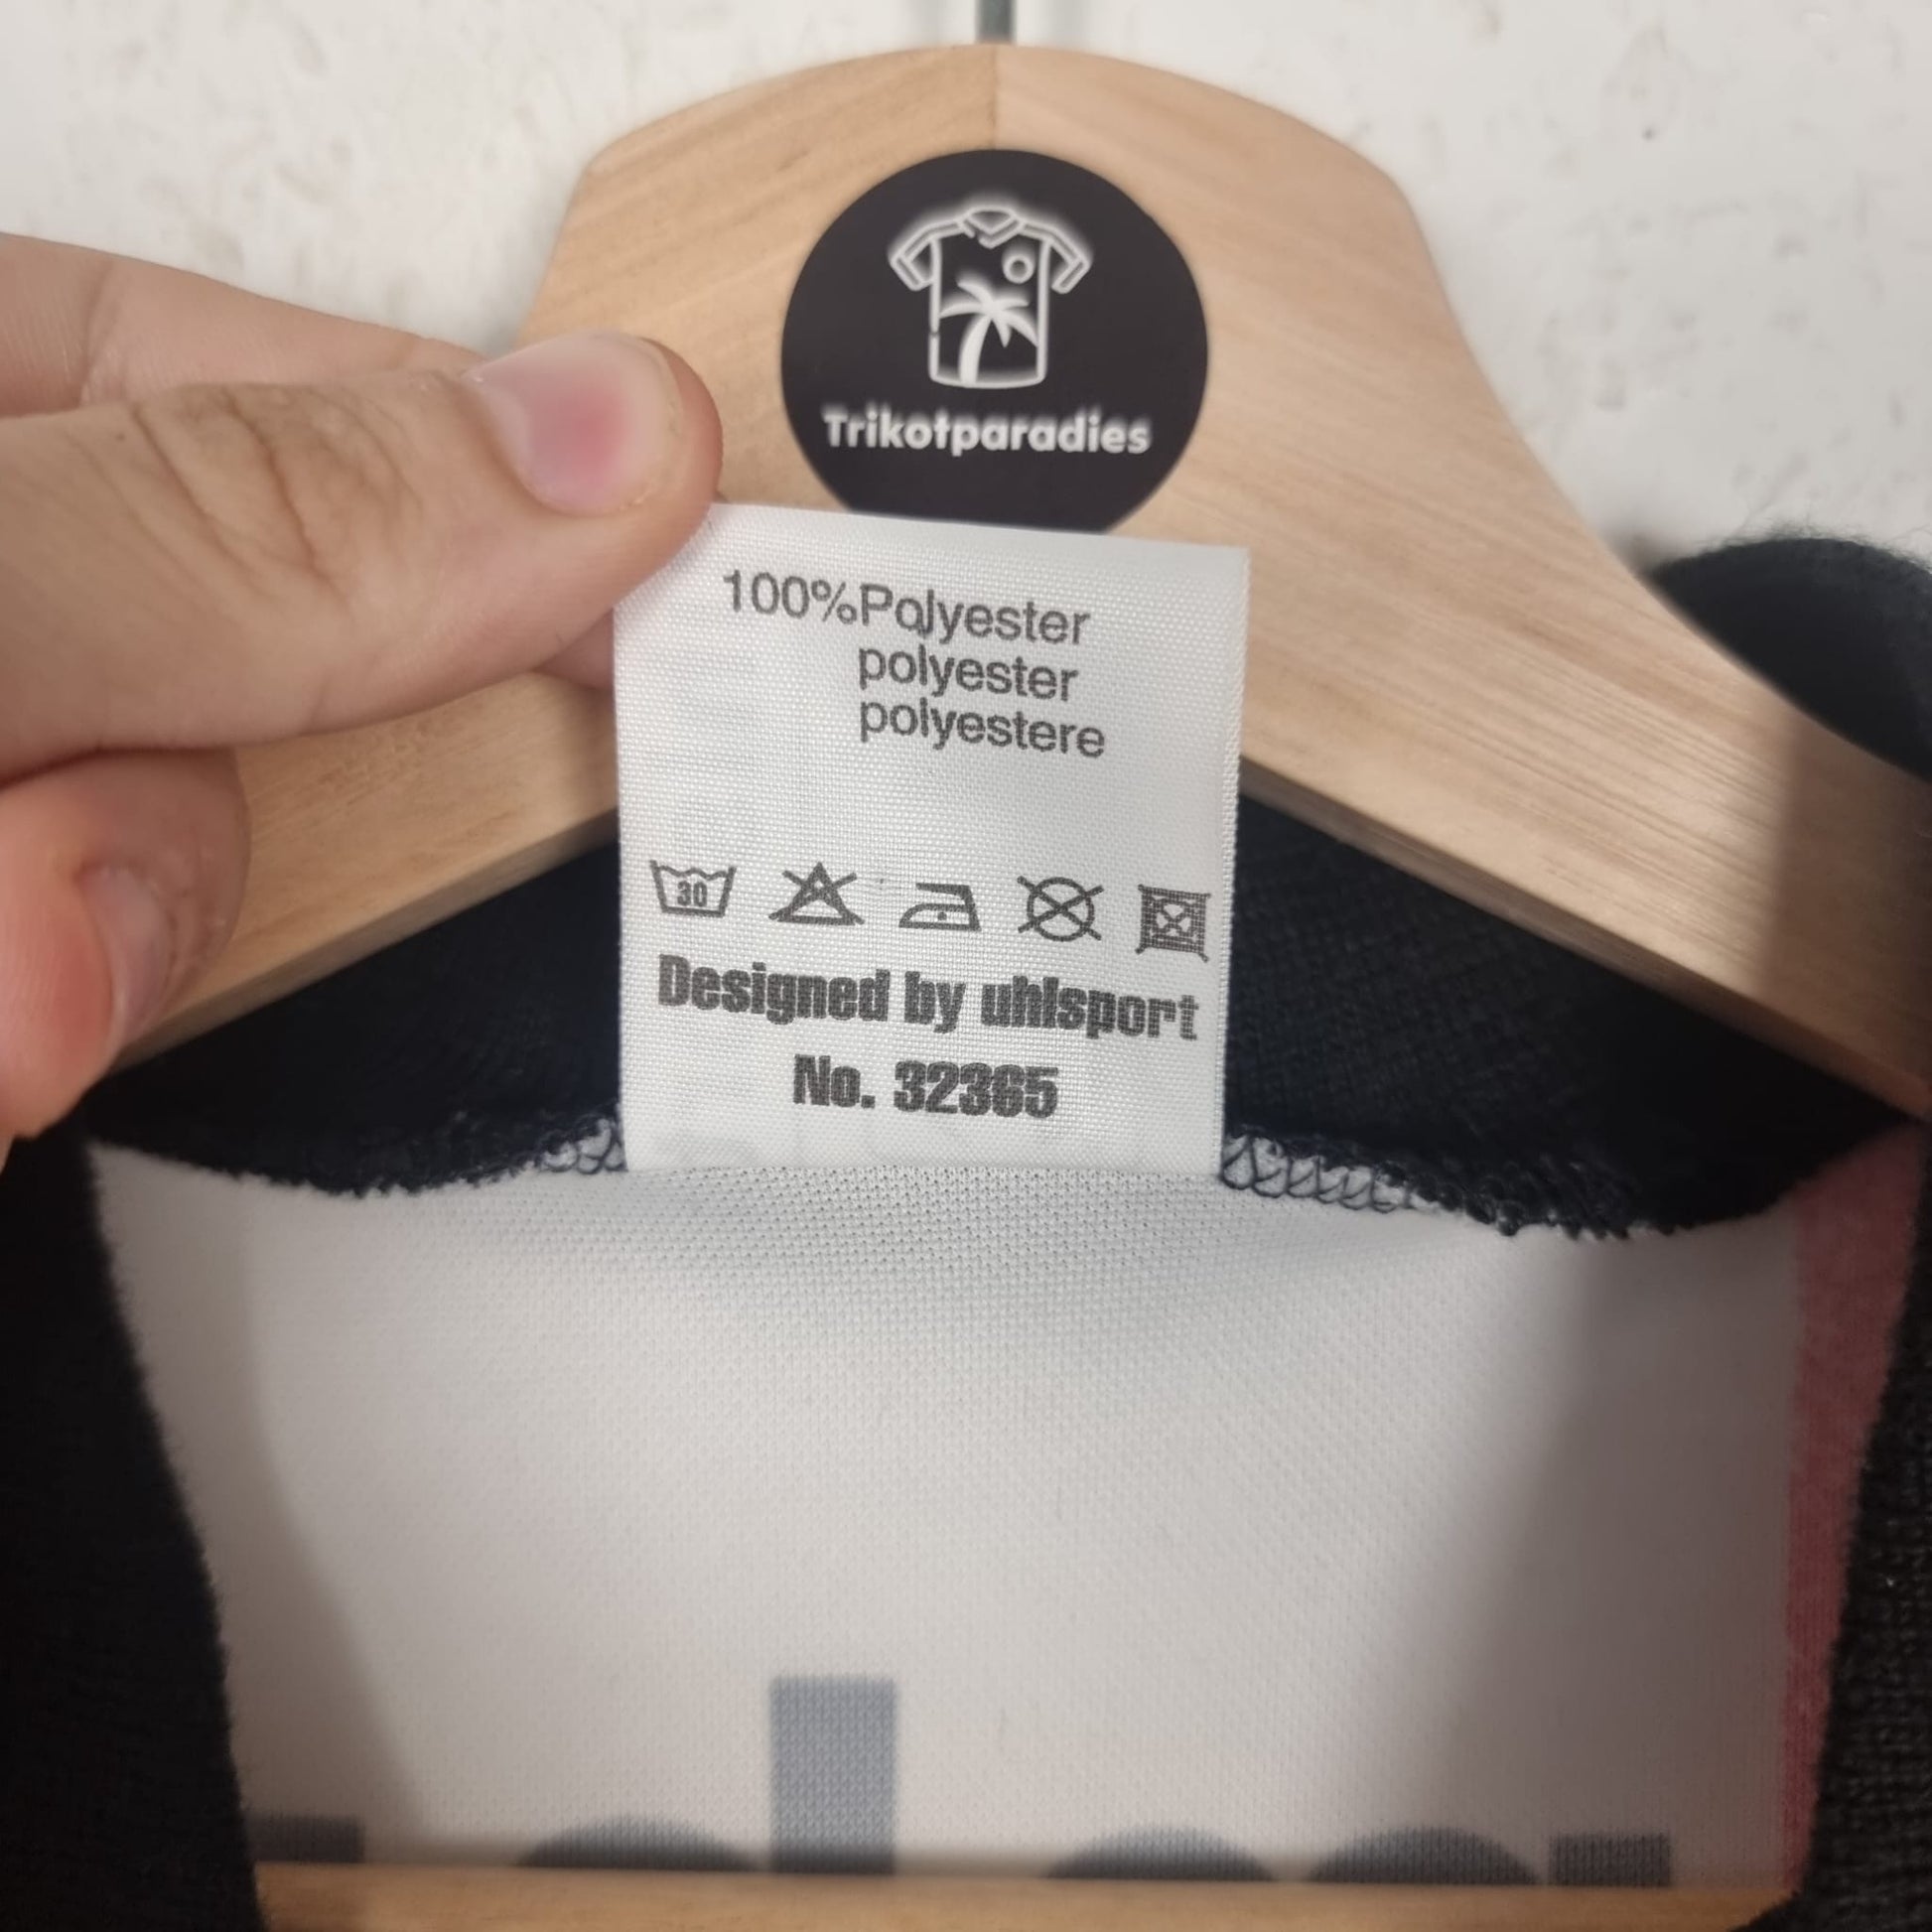 Trikotparadies
100%Polyester
polyester
polyestere
30
Designed by uhlsport
No. 32365